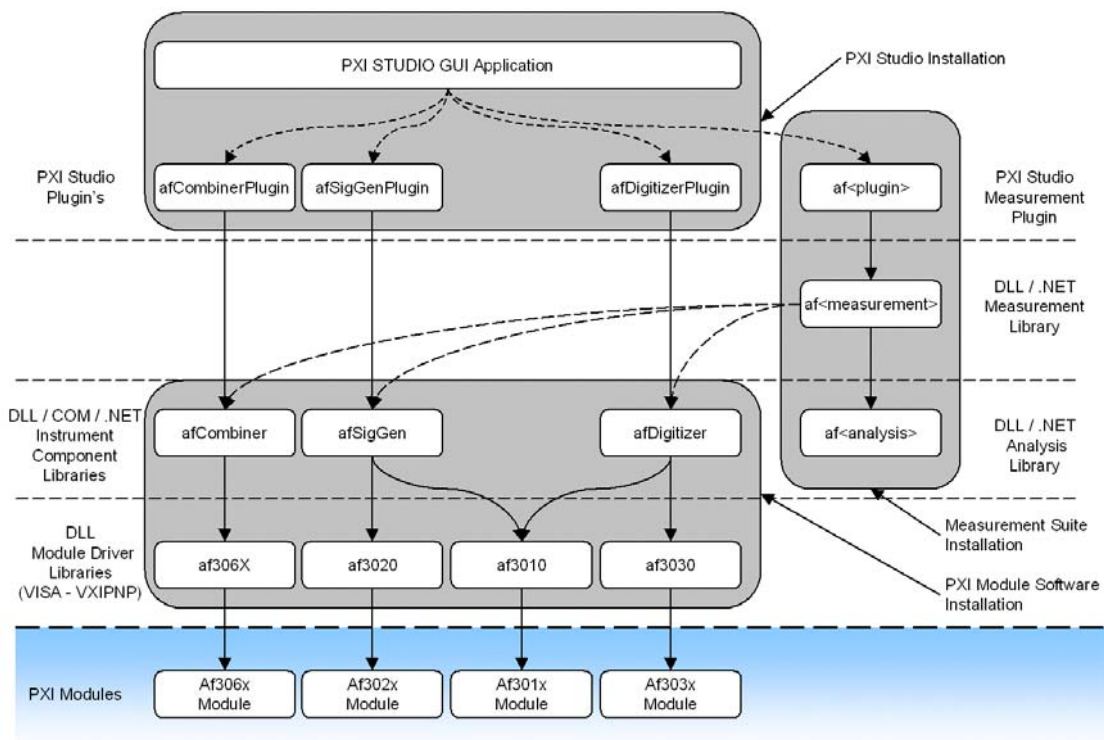 PXI STUDIO GUI Application
PXI Studio Installation
PXI Studio
Plugin's
afCombinerPlugin
afSigGenPlugin
afDigitizerPlugin
af<plugin>
PXI Studio
Measurement
Plugin
af<measurement>
DLL / .NET
Measurement
Library
DLL / COM / .NET
Instrument
Component
Libraries
afCombiner
afSigGen
afDigitizer
af<analysis>
DLL / .NET
Analysis
Library
DLL
Module Driver
Libraries
(VISA - VXIPNP)
af306X
af3020
af3010
af3030
Measurement Suite
Installation
PXI Module Software
Installation
PXI Modules
Af306x
Module
Af302x
Module
Af301x
Module
Af303x
Module